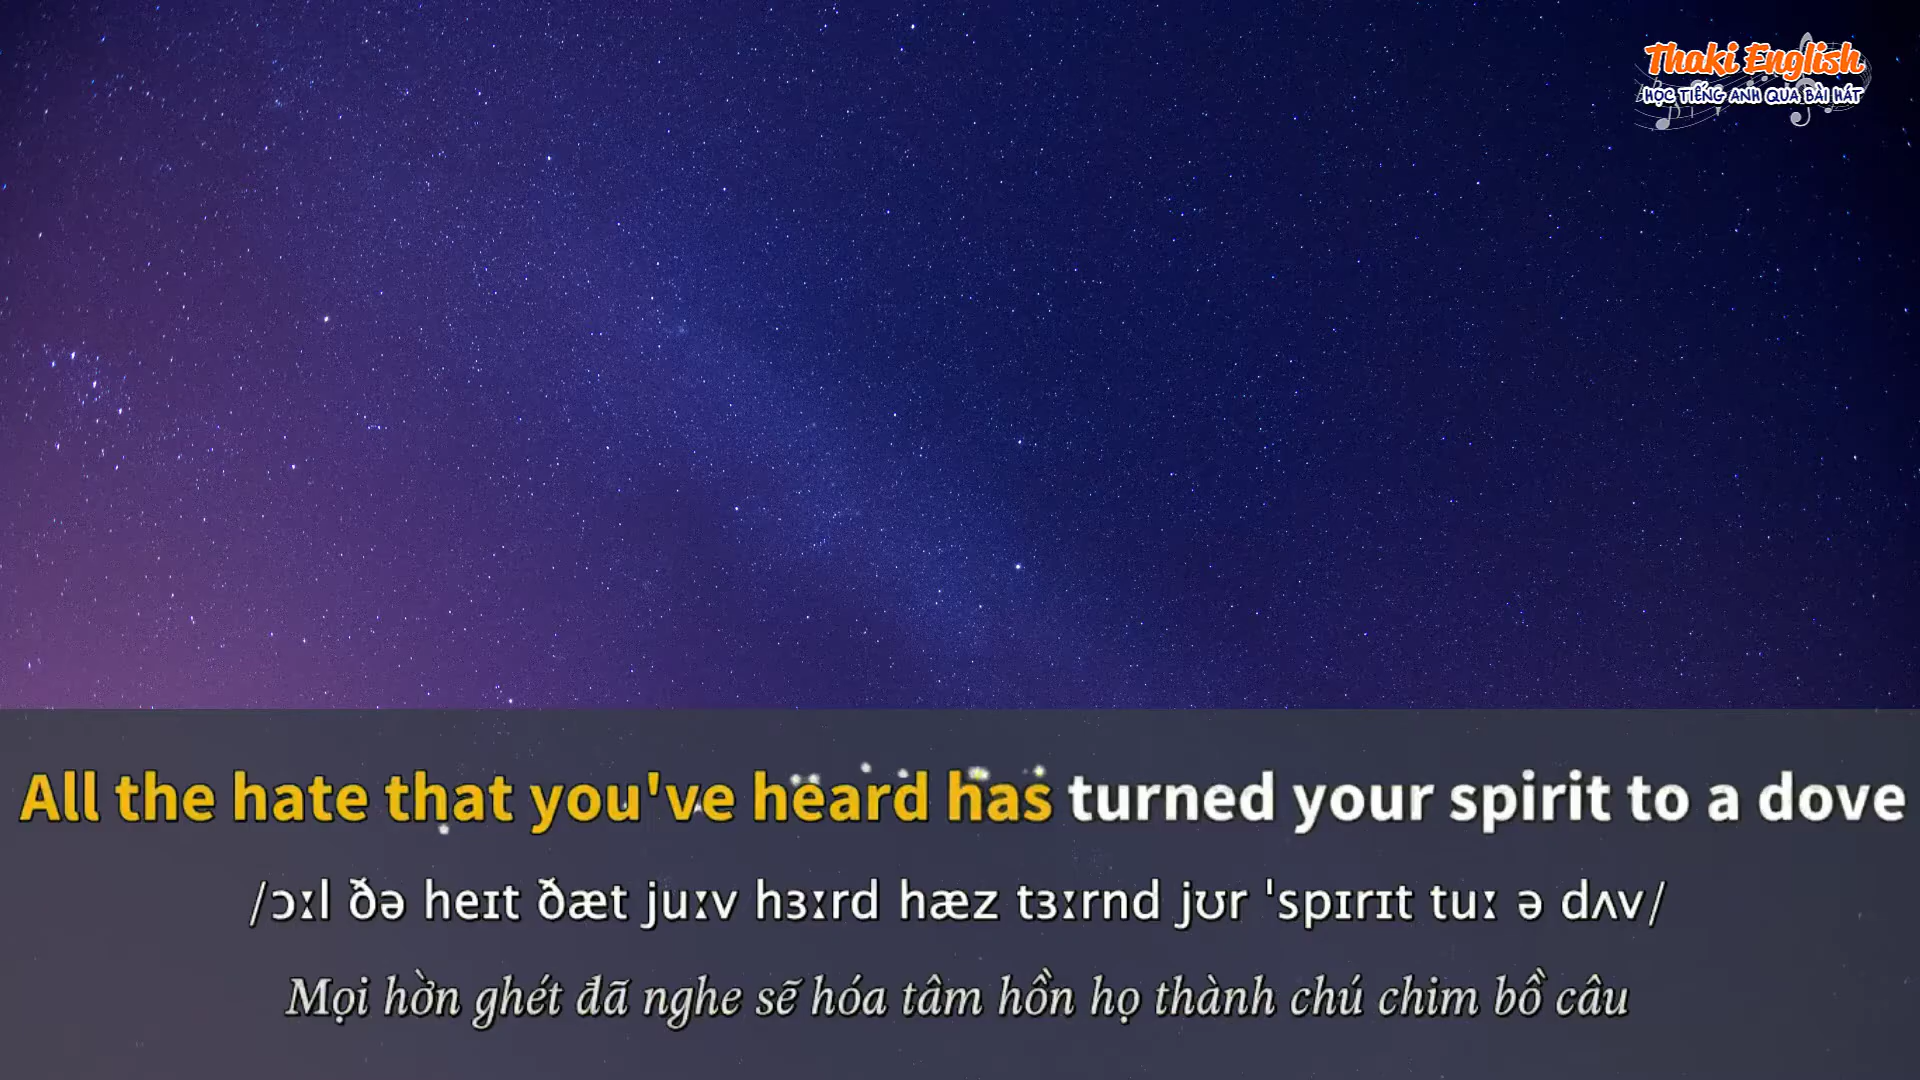 Thaki English
HỌC TIẾNG ANH QUA BÀI HÁT
All the hate that you've heard has turned your spirit to a dove
/ɔːl ðə heɪt ðæt juːv hɜːrd hæz tɜːrnd jʊr ˈspɪrɪt tuː ə dʌv/
Mọi hờn ghét đã nghe sẽ hóa tâm hồn họ thành chú chim bồ câu